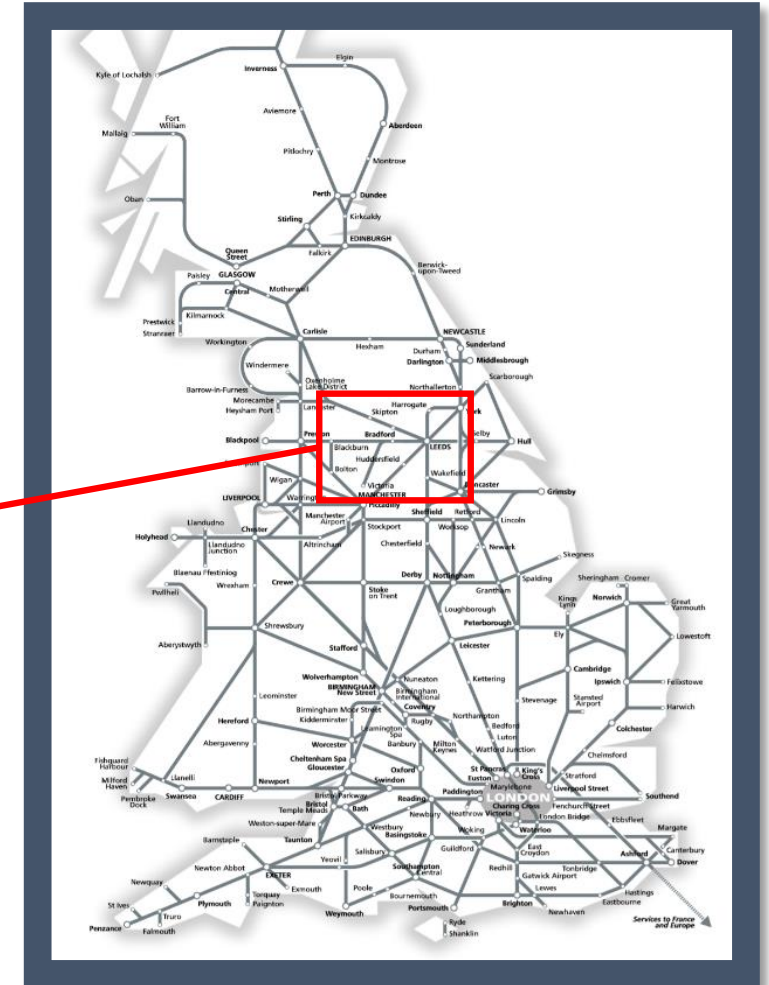 Elgin
Kyle of Lochalsh
Inverness
Aviemore
Fort
William
Mallaig
Aberdeen
Pitlochry
Montrose
Oban
Perth
Dundee
Stirling
Kirkcaldy
EDINBURGH
Queen
Street
Falkirk
Berwick-
upon-Tweed
Paisley
GLASGOW
Central
Motherwell
Prestwick
Kilmarnock
Stranraer
Carlisle
NEWCASTLE
Workington
Hexham
Sunderland
Durham
Darlington
Middlesbrough
Windermere
Oxenholme
Lake District
Scarborough
Barrow-in-Furness
Northallerton
Morecambe
Heysham Port
Lancaster
Harrogate
Skipton
Blackpool
Bradford
Blackburn
LEEDS
Hull
Huddersfield
Bolton
Wakefield
Wigan
Victoria
MANCHESTER
Piccadilly
LIVERPOOL
Grimsby
Manchester
Airport
Stockport
Sheffield
Retford
Lincoln
Worksop
Llandudno
Chester
Holyhead
Llandudno
Junction
Altrincham
Chesterfield
Newark
Skegness
Blaenau Ffestiniog
Wrexham
Crewe
Stoke
on Trent
Derby
Nottingham
Grantham
Spalding
Sheringham
Cromer
Pwllheli
Kings
Lynn
Norwich
Great
Yarmouth
Loughborough
Peterborough
Shrewsbury
Ely
Lowestoft
Aberystwyth
Stafford
Leicester
Wolverhampton
BIRMINGHAM
New Street
Nuneaton
Birmingham
International
Kettering
Cambridge
Ipswich
Felixstowe
Leominster
Birmingham Moor Street
Coventry
Stevenage
Stansted
Airport
Harwich
Hereford
Kidderminster
Rugby
Northampton
Colchester
Leamington
Spa
Bedford
Abergavenny
Worcester
Banbury
Milton
Keynes
Luton
Watford Junction
Chelmsford
Fishguard
Harbour
Cheltenham Spa
Gloucester
Oxford
St Pancras
Euston
King's
Cross
Stratford
Milford
Haven
Llanelli
Newport
Swindon
Paddington
Marylebone
Liverpool Street
Pembroke
Dock
Swansea
CARDIFF
Bristol Parkway
Bristol
Temple Meads
Bath
Reading
LONDON
Southend
Charing Cross
Fenchurch Street
Weston-super-Mare
Newbury
Heathrow
Victoria
London Bridge
Ebbsfleet
Westbury
Basingstoke
Woking
Waterloo
Margate
Barnstaple
Taunton
Salisbury
Guildford
East
Croydon
Canterbury
Newton Abbot
Yeovil
Southampton
Central
Redhill
Tonbridge
Ashford
Dover
Newquay
EXETER
Exmouth
Poole
Gatwick Airport
St Ives
Plymouth
Torquay
Paignton
Bournemouth
Lewes
Hastings
Truro
Weymouth
Portsmouth
Brighton
Eastbourne
Penzance
Falmouth
Newhaven
Ryde
Shanklin
Services to France
and Europe